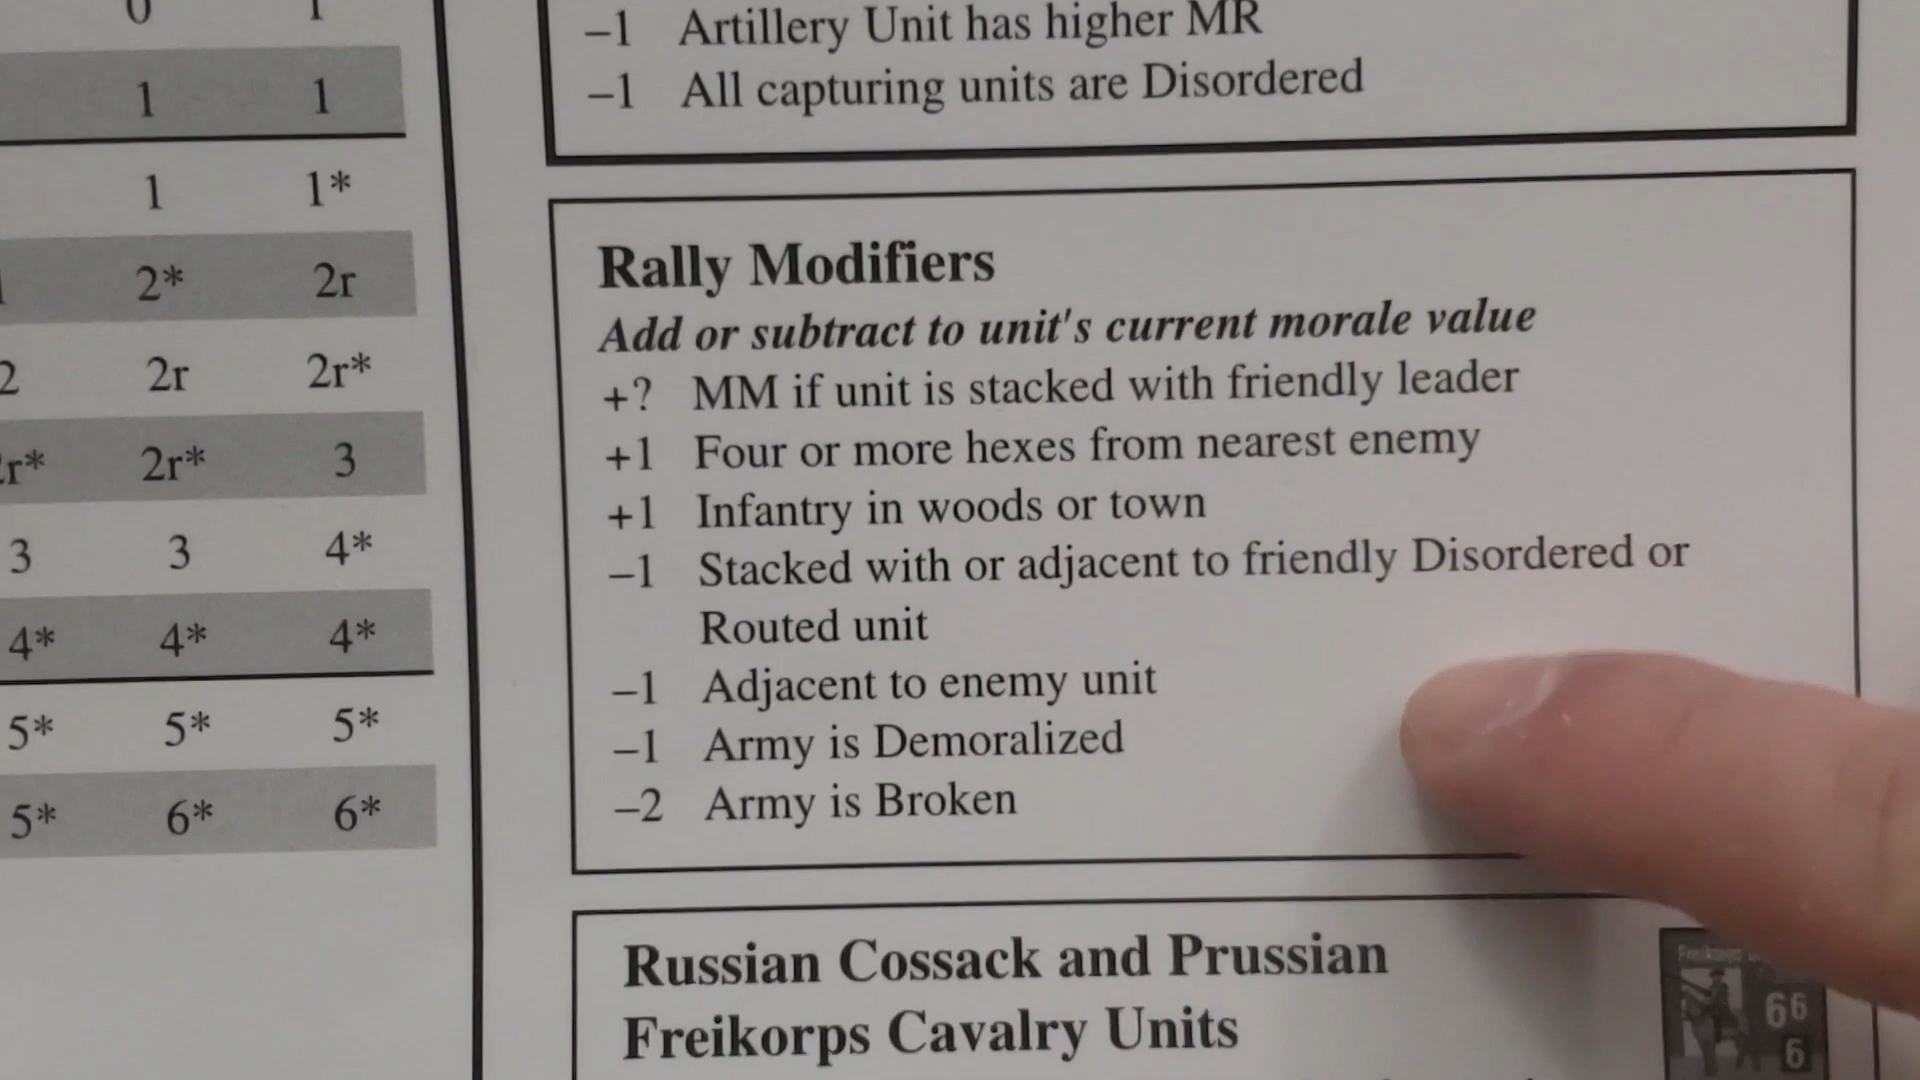 0 1
1 1
1 1*
2* 2r
2 2r 2r*
r* 2r* 3
3 3 4*
4* 4* 4*
5* 5* 5*
5* 6* 6*
–1 Artillery Unit has higher MR
–1 All capturing units are Disordered
Rally Modifiers
Add or subtract to unit's current morale value
+? MM if unit is stacked with friendly leader
+1 Four or more hexes from nearest enemy
+1 Infantry in woods or town
–1 Stacked with or adjacent to friendly Disordered or
Routed unit
–1 Adjacent to enemy unit
–1 Army is Demoralized
–2 Army is Broken
Russian Cossack and Prussian
Freikorps Cavalry Units
Freikorps
66
6